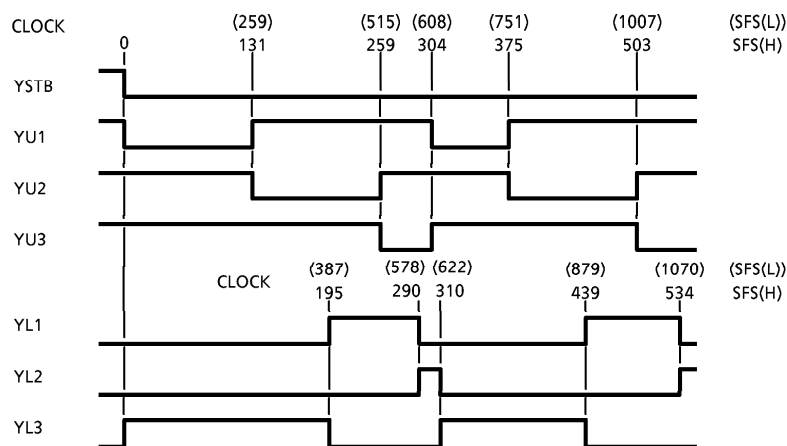 CLOCK (259) (515) (608) (751) (1007) (SFS(L))
0 131 259 304 375 503 SFS(H)
YSTB
YU1
YU2
YU3
CLOCK (387) (578) (622) (879) (1070) (SFS(L))
195 290 310 439 534 SFS(H)
YL1
YL2
YL3